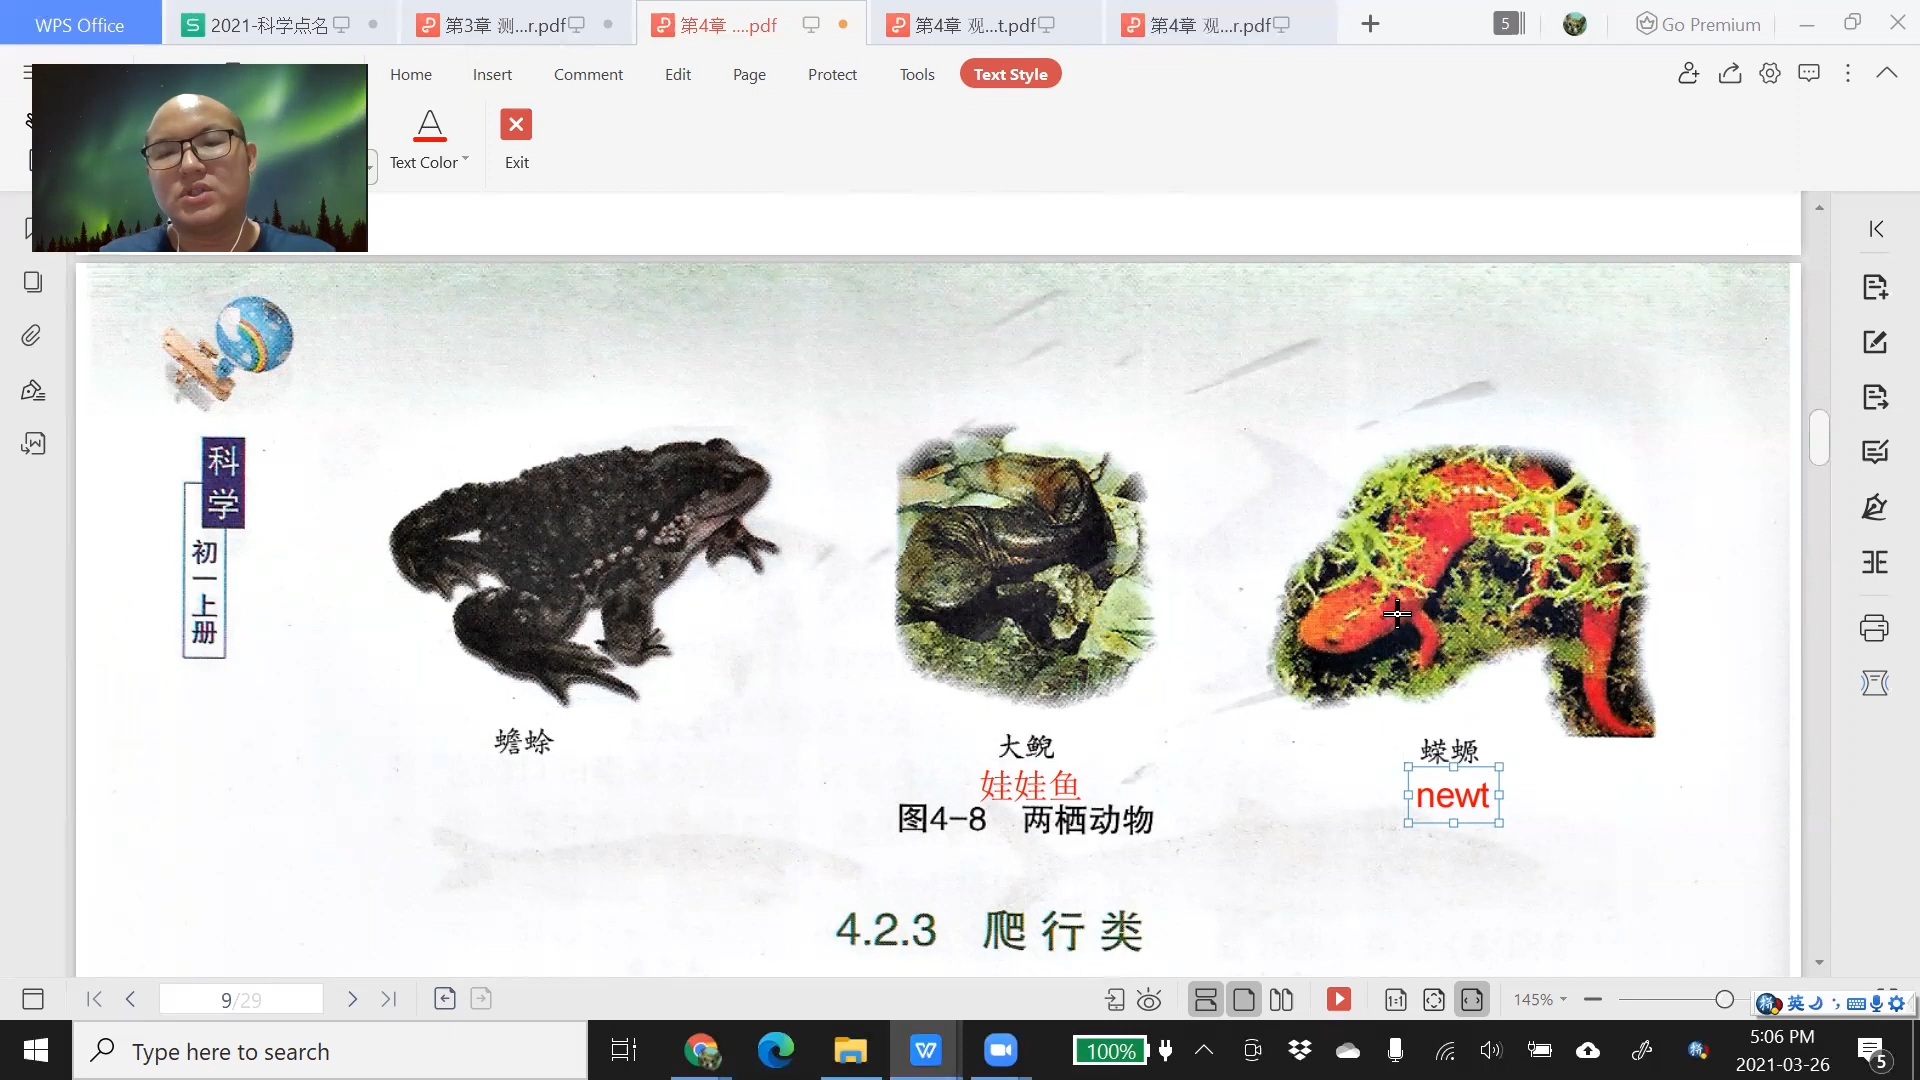 WPS Office
2021-科学点名
第3章 测...r.pdf
第4章 ....pdf
第4章 观...t.pdf
第4章 观...r.pdf
5
Go Premium
Home
Insert
Comment
Edit
Page
Protect
Tools
Text Style
Text Color
Exit
科学
初一上册
蟾蜍
大鲵
蝾螈
娃娃鱼
newt
图4-8 两栖动物
4.2.3 爬行类
9/29
1:1
145%
英
Type here to search
100%
5:06 PM
2021-03-26
5